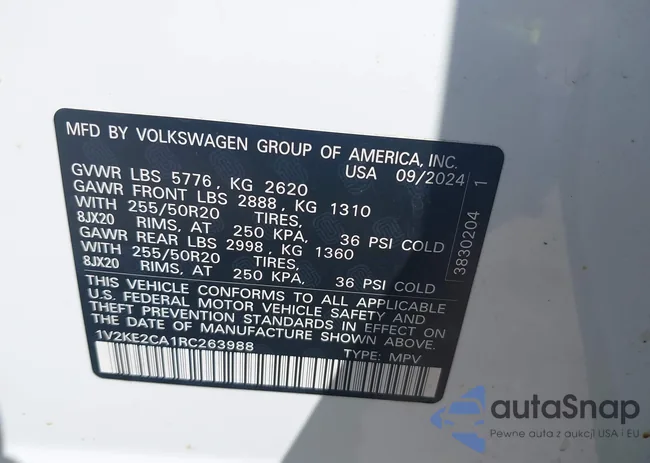 MFD BY VOLKSWAGEN GROUP OF AMERICA, INC.
USA 09/2024
GVWR LBS 5776, KG 2620
GAWR FRONT LBS 2888, KG 1310
WITH 255/50R20 TIRES,
8JX20 RIMS, AT 250 KPA, 36 PSI COLD
GAWR REAR LBS 2998, KG 1360
WITH 255/50R20 TIRES,
8JX20 RIMS, AT 250 KPA, 36 PSI COLD
THIS VEHICLE CONFORMS TO ALL APPLICABLE
U.S. FEDERAL MOTOR VEHICLE SAFETY AND
THEFT PREVENTION STANDARDS IN EFFECT ON
THE DATE OF MANUFACTURE SHOWN ABOVE.
1V2KE2CA1RC263988
TYPE: MPV
3830204 1
autaSnap
Pewne auta z aukcji USA i EU